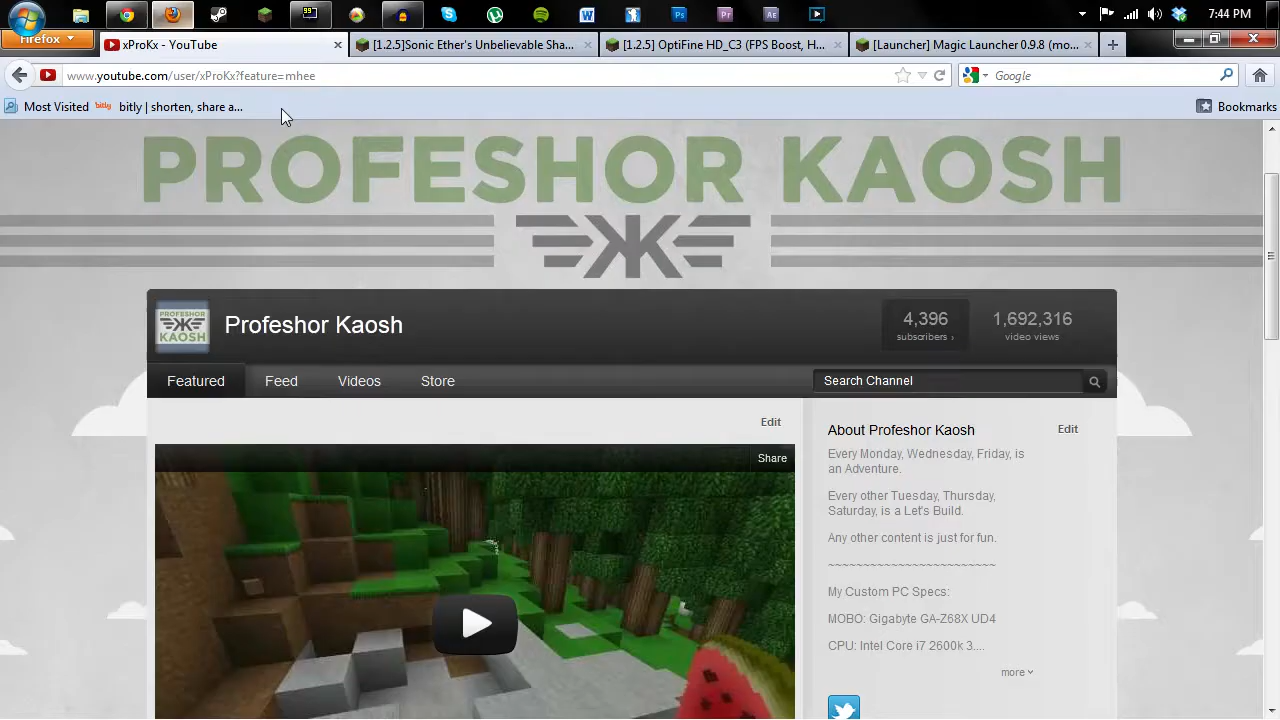 7:44 PM
Firefox
xProKx - YouTube
[1.2.5]Sonic Ether's Unbelievable Sha...
[1.2.5] OptiFine HD_C3 (FPS Boost, H...
[Launcher] Magic Launcher 0.9.8 (mo...
www.youtube.com/user/xProKx?feature=mhee
Google
Most Visited
bitly
bitly | shorten, share a...
Bookmarks
PROFESHOR KAOSH
PROFESHOR
KAOSH
Profeshor Kaosh
4,396
subscribers ›
1,692,316
video views
Featured
Feed
Videos
Store
Search Channel
Edit
Share
About Profeshor Kaosh
Edit
Every Monday, Wednesday, Friday, is
an Adventure.
Every other Tuesday, Thursday,
Saturday, is a Let's Build.
Any other content is just for fun.
~~~~~~~~~~~~~~~~~~~~~~~~
My Custom PC Specs:
MOBO: Gigabyte GA-Z68X UD4
CPU: Intel Core i7 2600k 3....
more